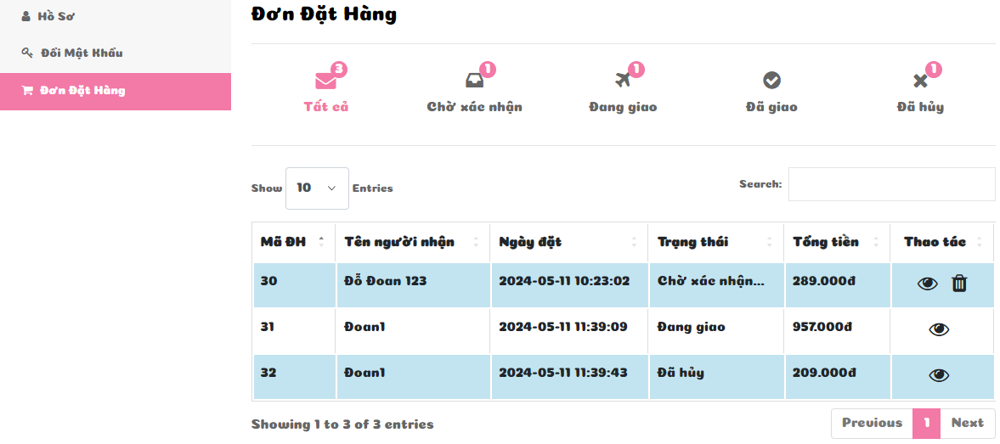 Hồ Sơ
Đổi Mật Khẩu
Đơn Đặt Hàng
Đơn Đặt Hàng
3 1 1 1
Tất cả Chờ xác nhận Đang giao Đã giao Đã hủy
Show 10 Entries Search:
Mã ĐH Tên người nhận Ngày đặt Trạng thái Tổng tiền Thao tác
30 Đỗ Đoan 123 2024-05-11 10:23:02 Chờ xác nhận... 289.000đ
31 Đoan1 2024-05-11 11:39:09 Đang giao 957.000đ
32 Đoan1 2024-05-11 11:39:43 Đã hủy 209.000đ
Showing 1 to 3 of 3 entries Previous 1 Next